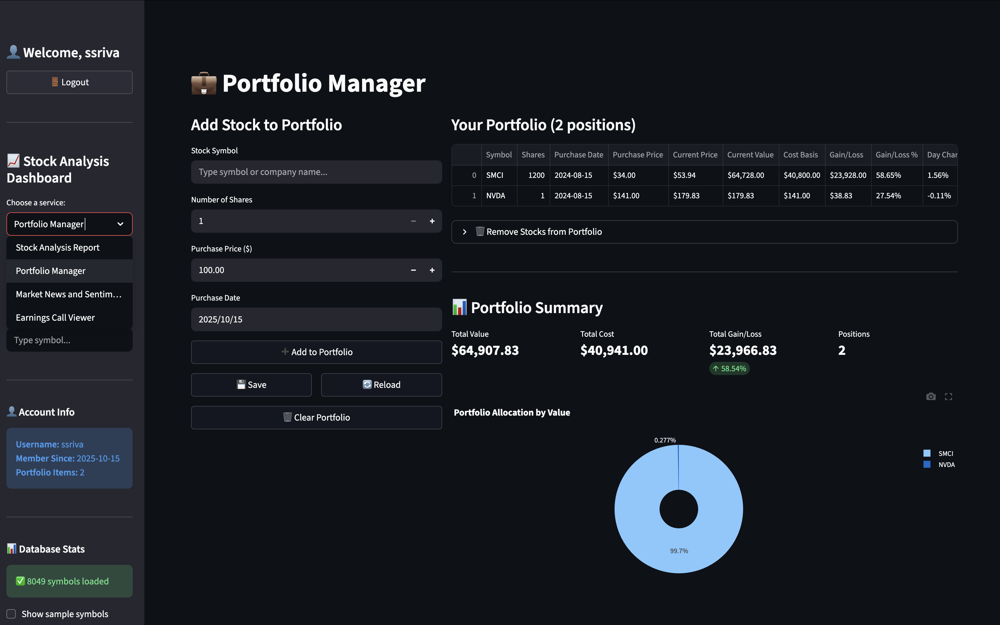 Welcome, ssriva
Logout
Stock Analysis
Dashboard
Choose a service:
Portfolio Manager
Stock Analysis Report
Portfolio Manager
Market News and Sentim...
Earnings Call Viewer
Type symbol...
Account Info
Username: ssriva
Member Since: 2025-10-15
Portfolio Items: 2
Database Stats
8049 symbols loaded
Show sample symbols
Portfolio Manager
Add Stock to Portfolio
Stock Symbol
Type symbol or company name...
Number of Shares
1
Purchase Price ($)
100.00
Purchase Date
2025/10/15
Add to Portfolio
Save
Reload
Clear Portfolio
Your Portfolio (2 positions)
Symbol Shares Purchase Date Purchase Price Current Price Current Value Cost Basis Gain/Loss Gain/Loss % Day Char
0 SMCI 1200 2024-08-15 $34.00 $53.94 $64,728.00 $40,800.00 $23,928.00 58.65% 1.56%
1 NVDA 1 2024-08-15 $141.00 $179.83 $179.83 $141.00 $38.83 27.54% -0.11%
Remove Stocks from Portfolio
Portfolio Summary
Total Value Total Cost Total Gain/Loss Positions
$64,907.83 $40,941.00 $23,966.83 2
↑ 58.54%
Portfolio Allocation by Value
0.277%
SMCI
NVDA
99.7%